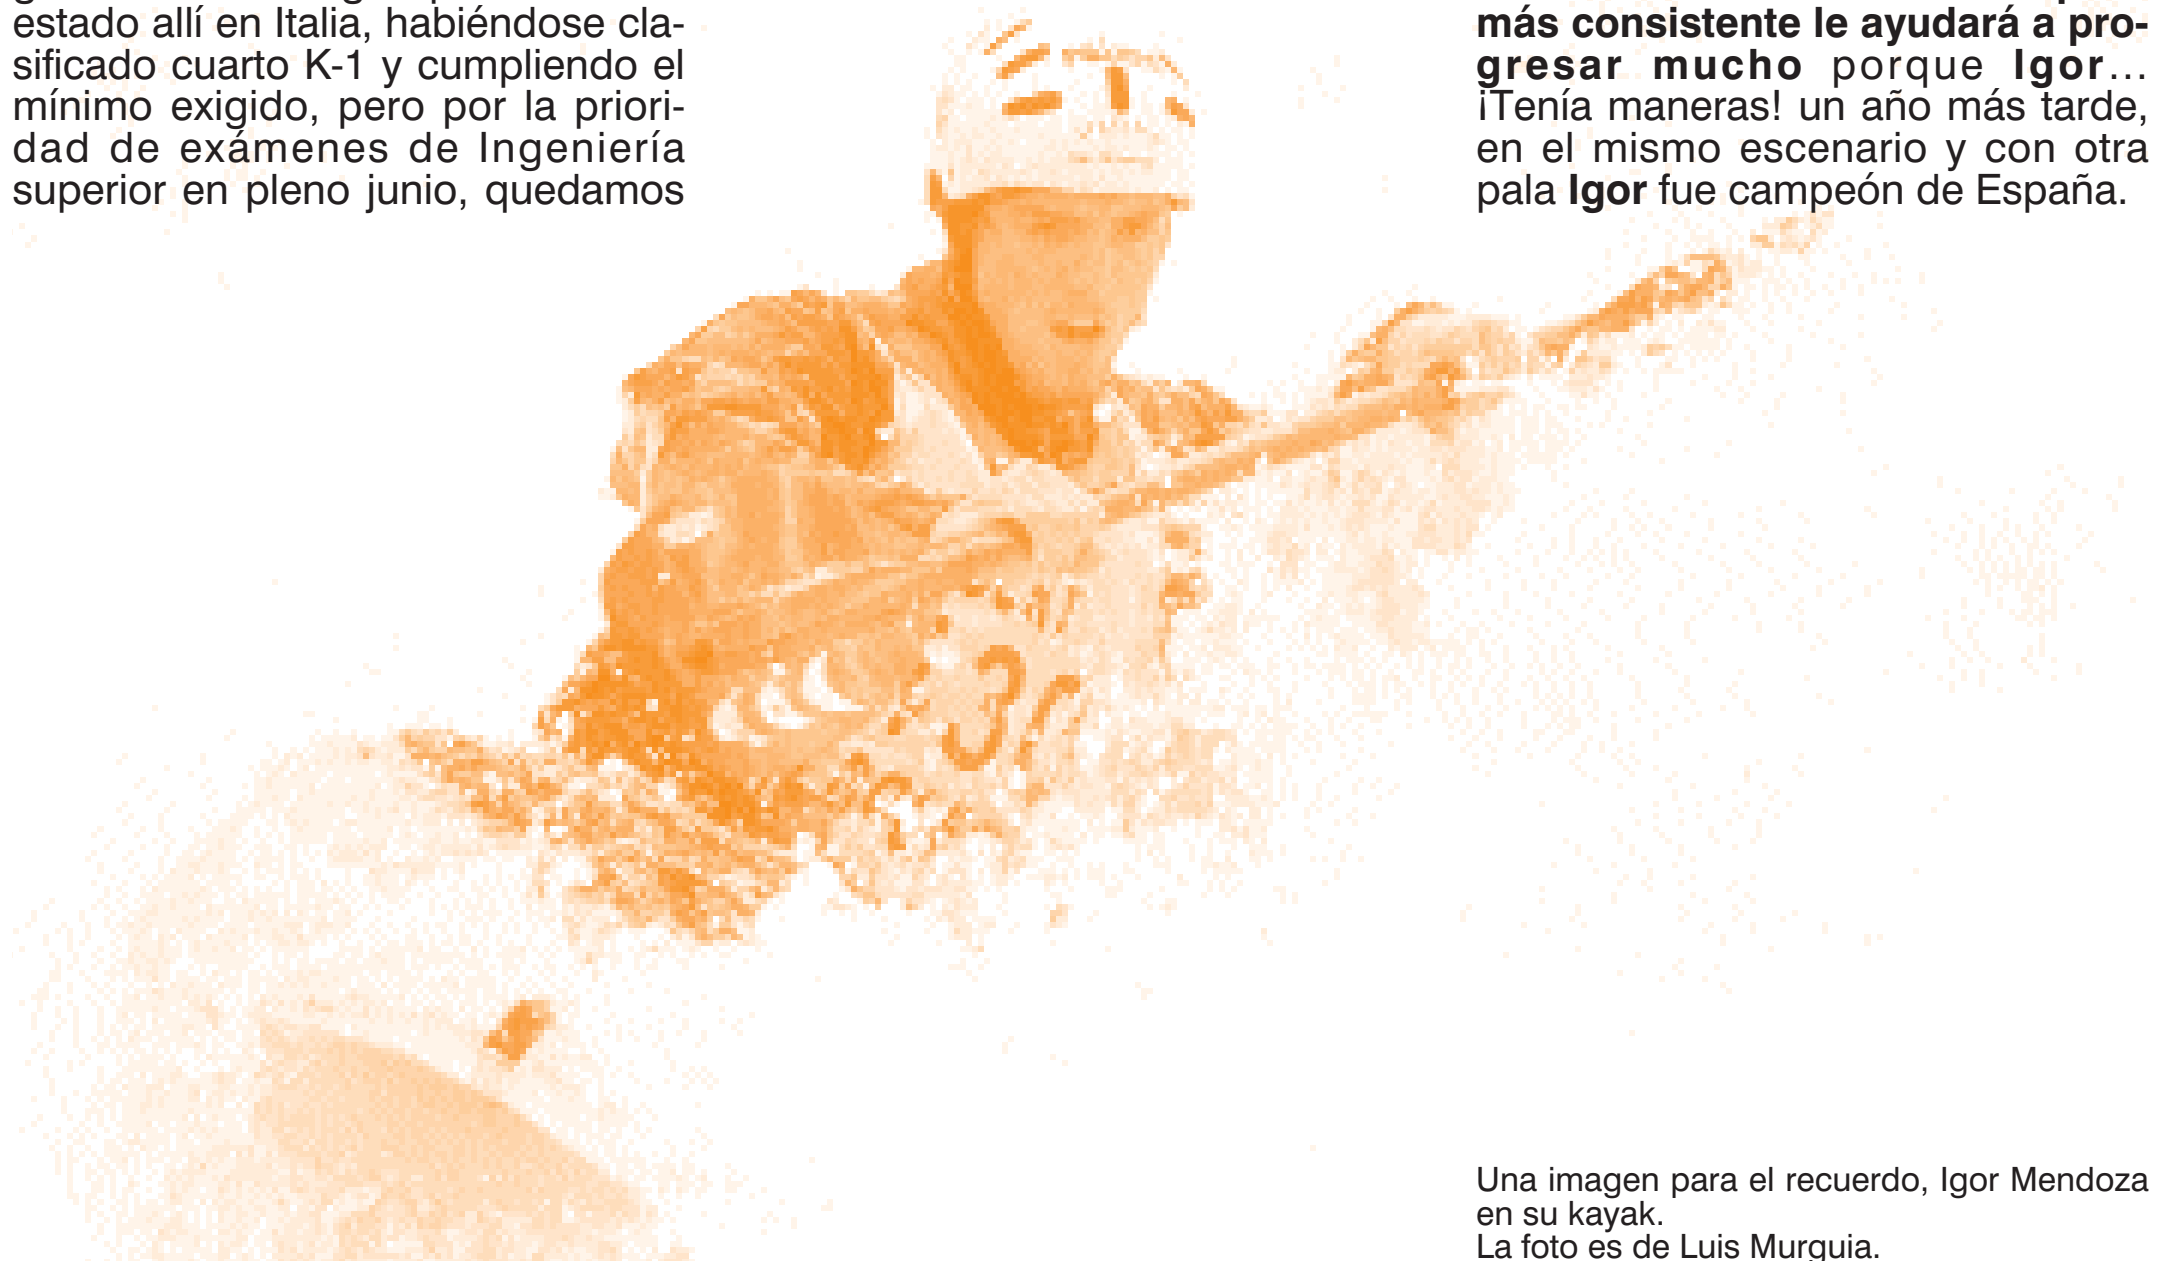 estado allí en Italia, habiéndose cla-
sificado cuarto K-1 y cumpliendo el
mínimo exigido, pero por la priori-
dad de exámenes de Ingeniería
superior en pleno junio, quedamos
más consistente le ayudará a pro-
gresar mucho porque Igor...
¡Tenía maneras! un año más tarde,
en el mismo escenario y con otra
pala Igor fue campeón de España.
3
Una imagen para el recuerdo, Igor Mendoza
en su kayak.
La foto es de Luis Murguia.